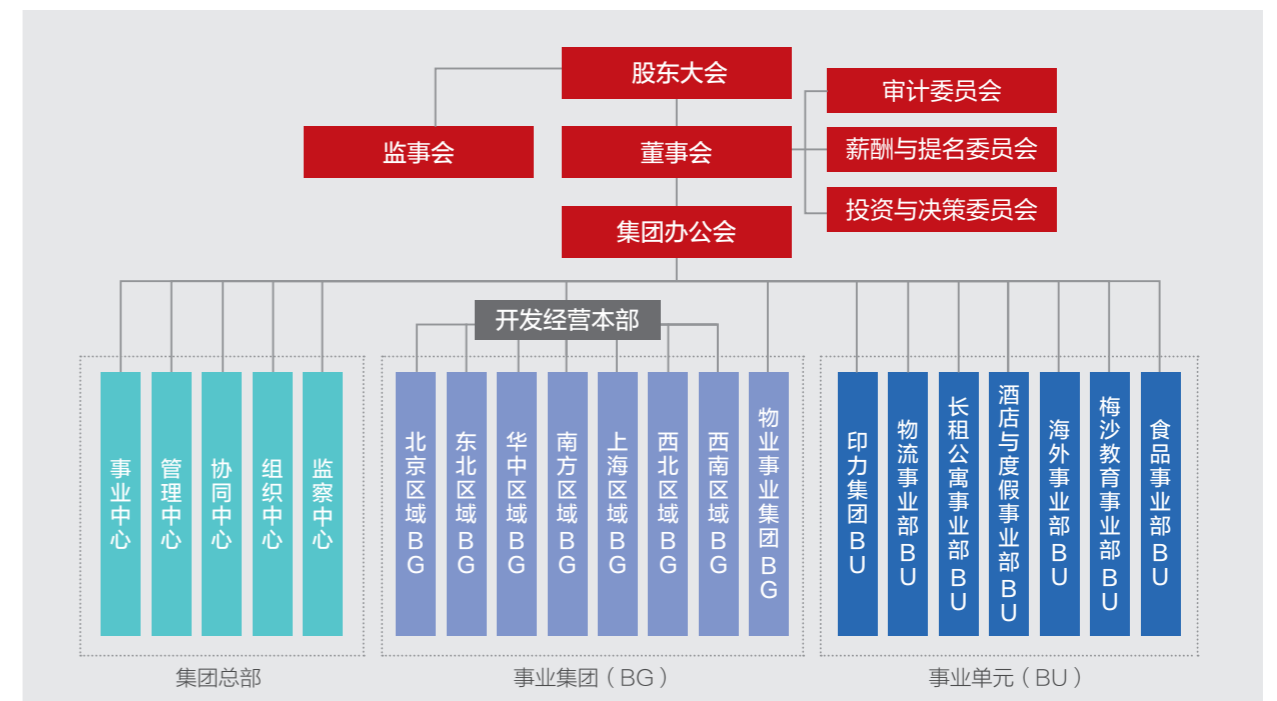 股东大会
监事会
董事会
审计委员会
薪酬与提名委员会
投资与决策委员会
集团办公会
开发经营本部
事业中心
管理中心
协同中心
组织中心
监察中心
北京区域BG
东北区域BG
华中区域BG
南方区域BG
上海区域BG
西北区域BG
西南区域BG
物业事业集团BG
印力集团BU
物流事业部BU
长租公寓事业部BU
酒店与度假事业部BU
海外事业部BU
梅沙教育事业部BU
食品事业部BU
集团总部
事业集团（BG）
事业单元（BU）